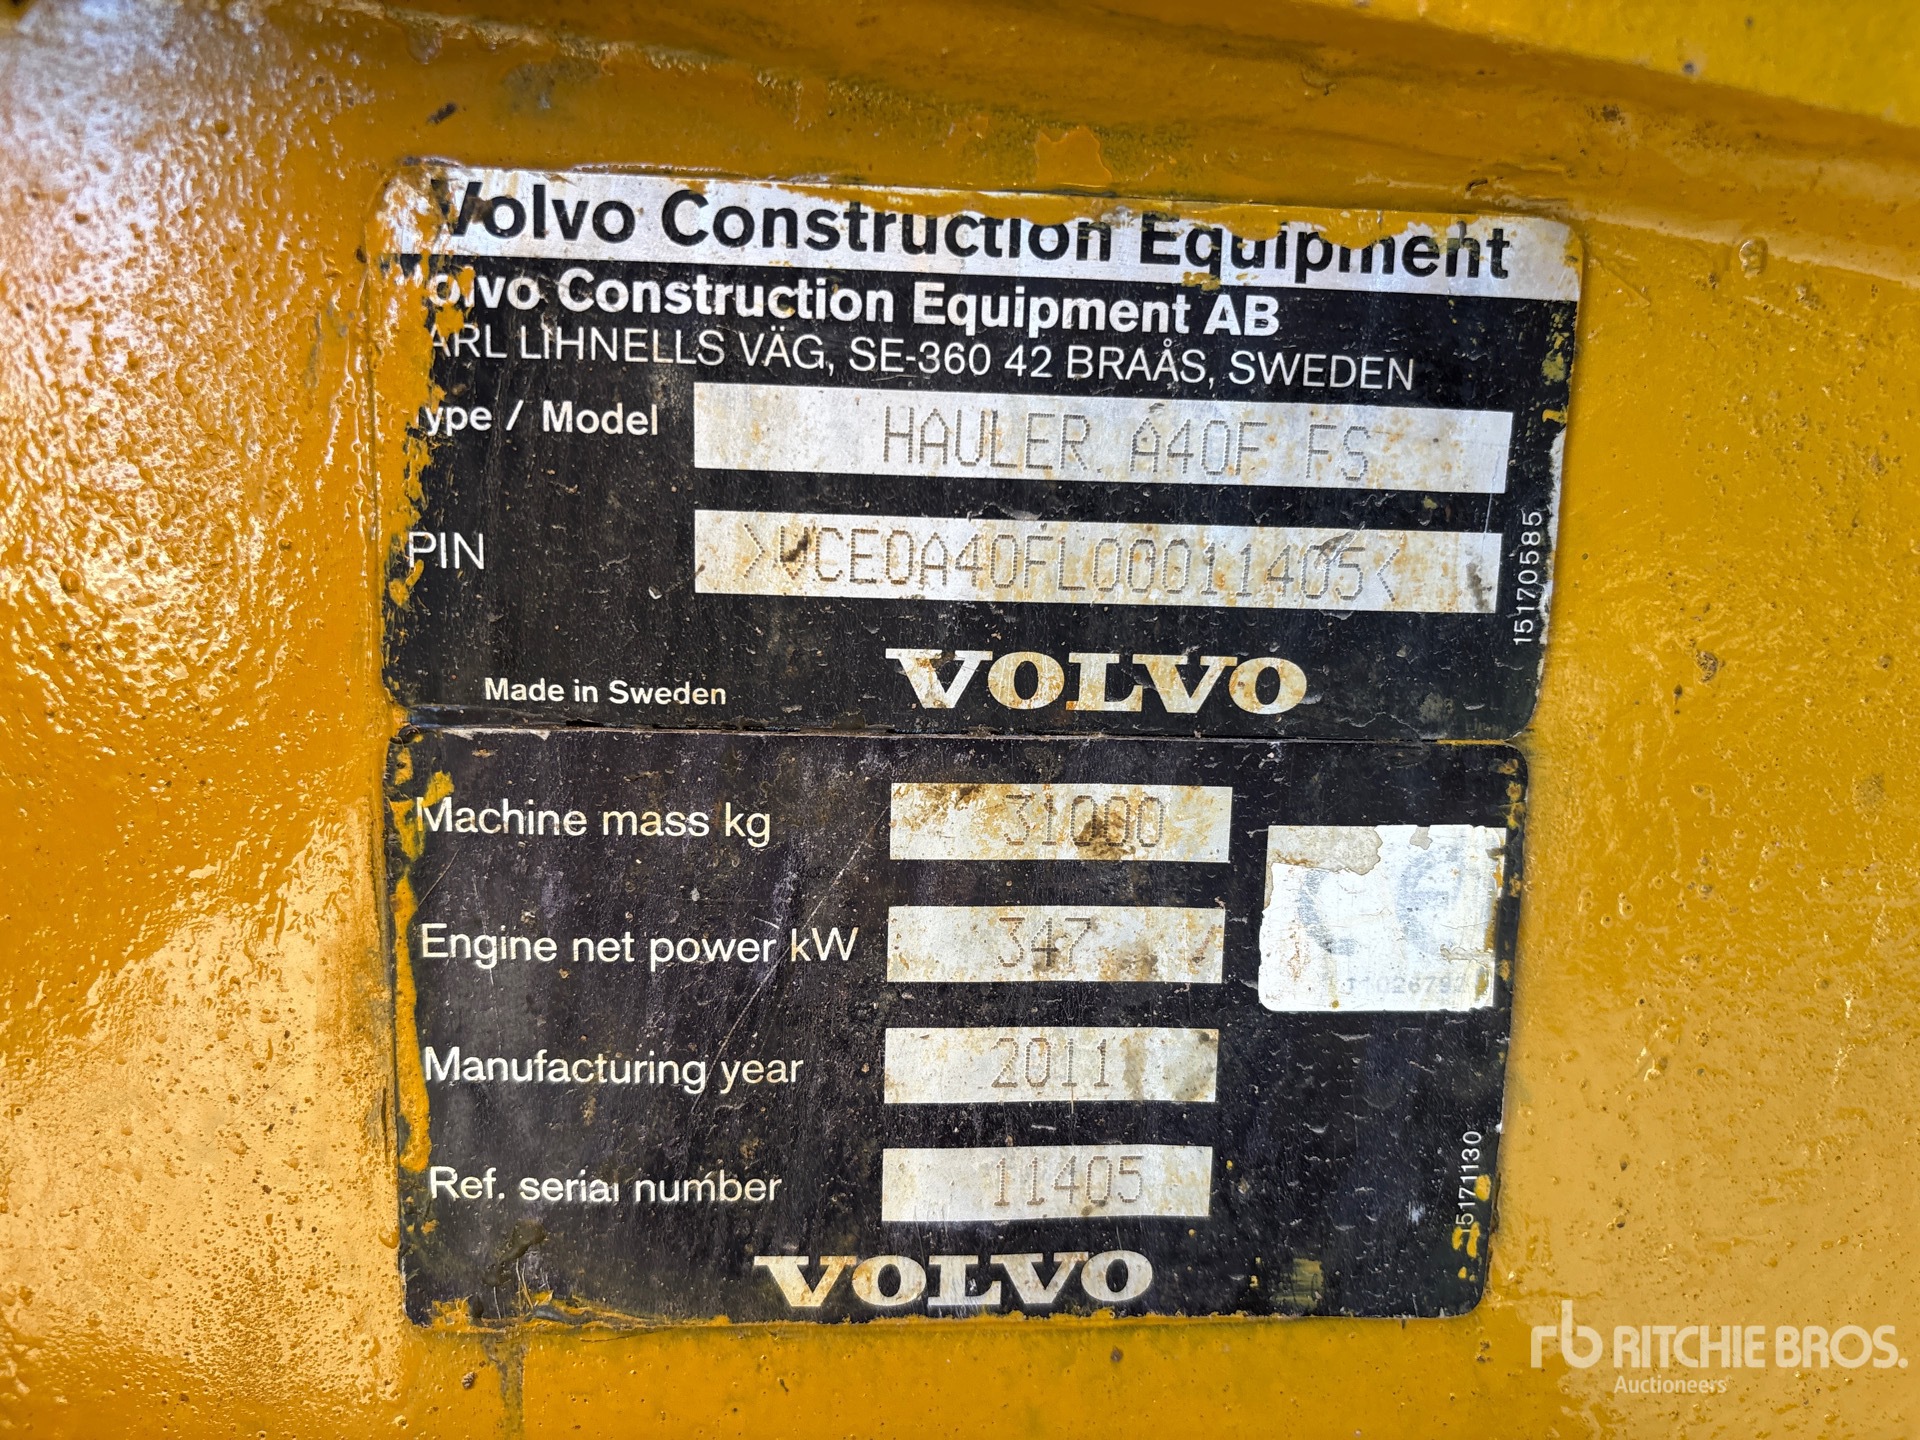 Volvo Construction Equipment
Volvo Construction Equipment AB
ARL LIHNELLS VÄG, SE-360 42 BRAÅS, SWEDEN
ype / Model HAULER A40F FS
PIN >VCE0A40FL00011405<
15170585
Made in Sweden VOLVO
Machine mass kg 31000
Engine net power kW 347
CE
Manufacturing year 2011
Ref. serial number 11405
15171130
VOLVO
rb RITCHIE BROS.
Auctioneers